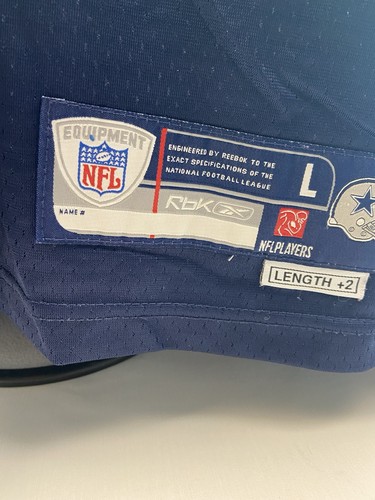 EQUIPMENT
NFL
ENGINEERED BY REEBOK TO THE
EXACT SPECIFICATIONS OF THE
NATIONAL FOOTBALL LEAGUE
L
NAME #
RbK
NFLPLAYERS
LENGTH +2